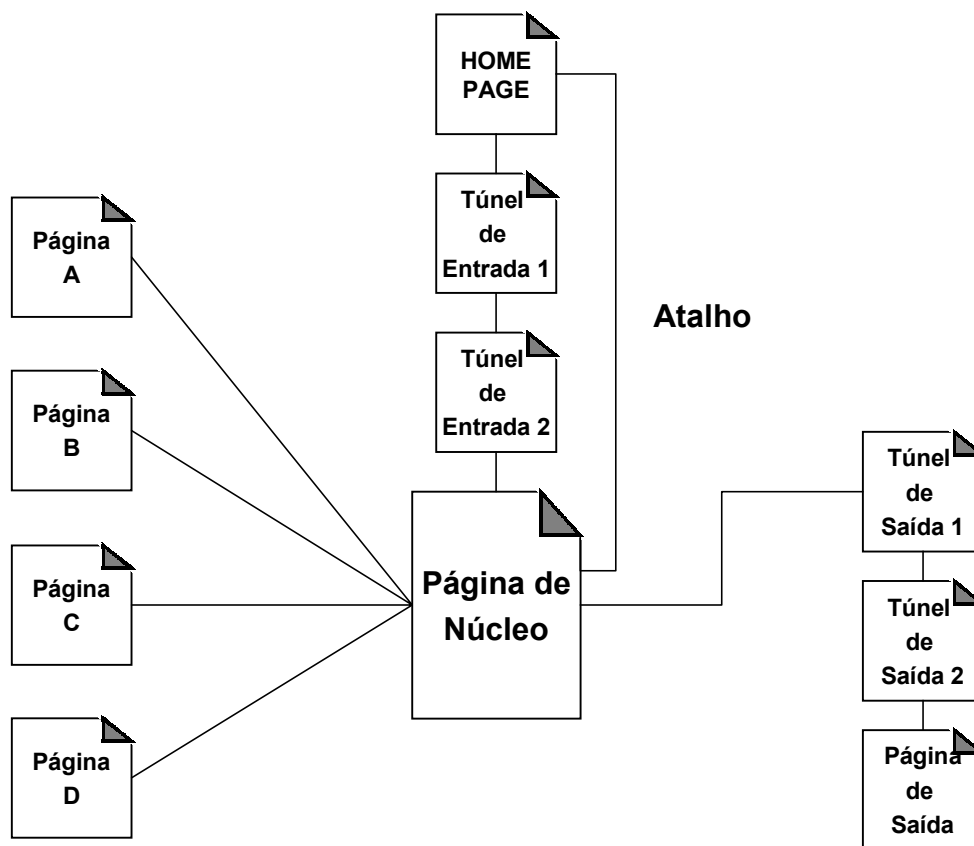 HOME
PAGE
Túnel
de
Entrada 1
Túnel
de
Entrada 2
Atalho
Página
A
Página
B
Página
C
Página
D
Página de
Núcleo
Túnel
de
Saída 1
Túnel
de
Saída 2
Página
de
Saída